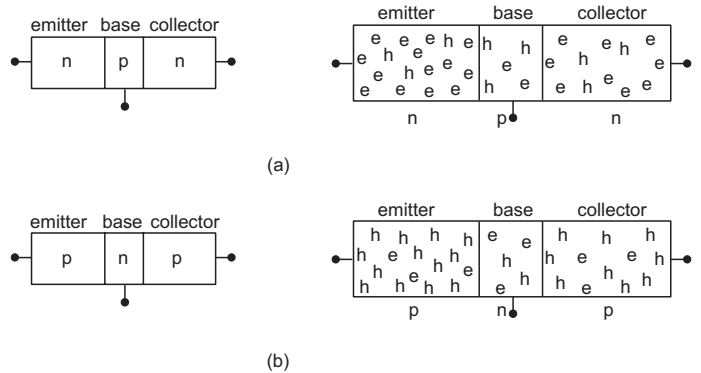 emitter base collector
n p n
emitter base collector
e e e e h e h h e e h e
e h e e h e e h e
e e h e e e e
e e e e h e e h e e
n p n
(a)
emitter base collector
p n p
emitter base collector
h h h h e e h h h
h e h h h h e e h
h h e e h h h h
h h h h e h h h
p n p
(b)